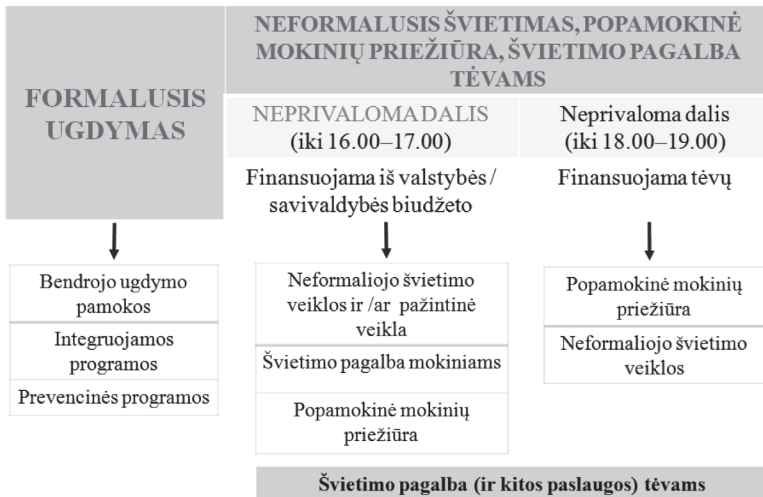 FORMALUSIS
UGDYMAS
NEFORMALUSIS ŠVIETIMAS, POPAMOKINĖ
MOKINIŲ PRIEŽIŪRA, ŠVIETIMO PAGALBA
TĖVAMS
NEPRIVALOMA DALIS
(iki 16.00–17.00)
Finansuojama iš valstybės /
savivaldybės biudžeto
Neprivaloma dalis
(iki 18.00–19.00)
Finansuojama tėvų
Bendrojo ugdymo
pamokos
Integruojamos
programos
Prevencinės programos
Neformaliojo švietimo
veiklos ir /ar pažintinė
veikla
Švietimo pagalba mokiniams
Popamokinė mokinių
priežiūra
Popamokinė mokinių
priežiūra
Neformaliojo švietimo
veiklos
Švietimo pagalba (ir kitos paslaugos) tėvams